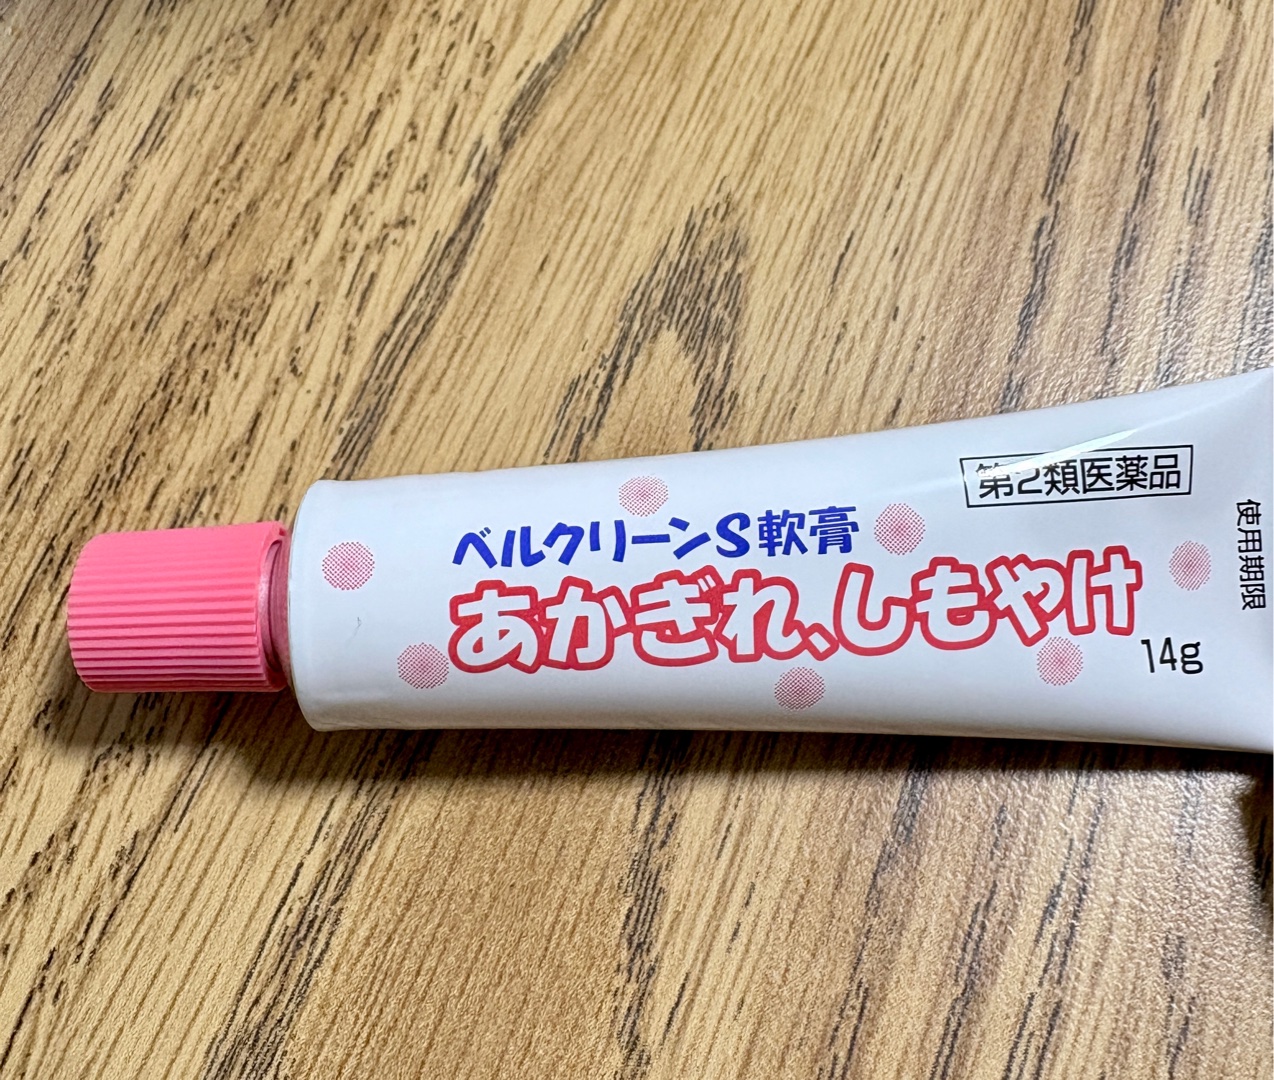 第2類医薬品
ベルクリーンS軟膏
あかぎれ、しもやけ
14g
使用期限